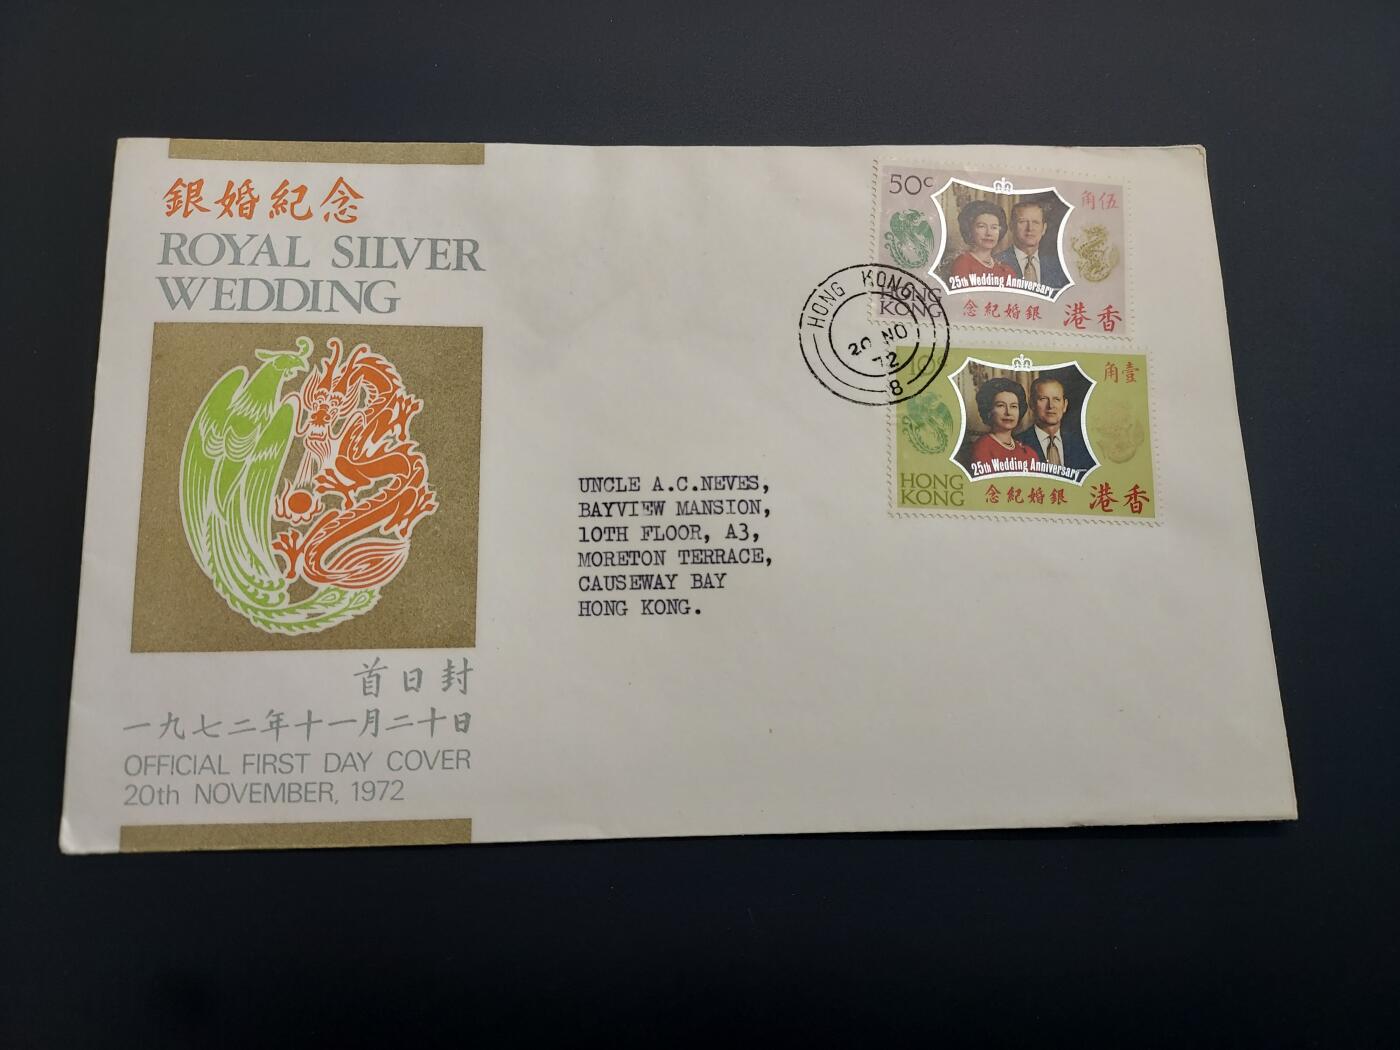 銀婚紀念
ROYAL SILVER
WEDDING
首日封
一九七二年十一月二十日
OFFICIAL FIRST DAY COVER
20th NOVEMBER, 1972
UNCLE A.C.NEVES,
BAYVIEW MANSION,
10TH FLOOR, A3,
MORETON TERRACE,
CAUSEWAY BAY
HONG KONG.
HONG KONG
20 NO
72
8
50c
角伍
25th Wedding Anniversary
HONG
KONG
念紀婚銀
港香
10c
角壹
25th Wedding Anniversary
HONG
KONG
念紀婚銀
港香